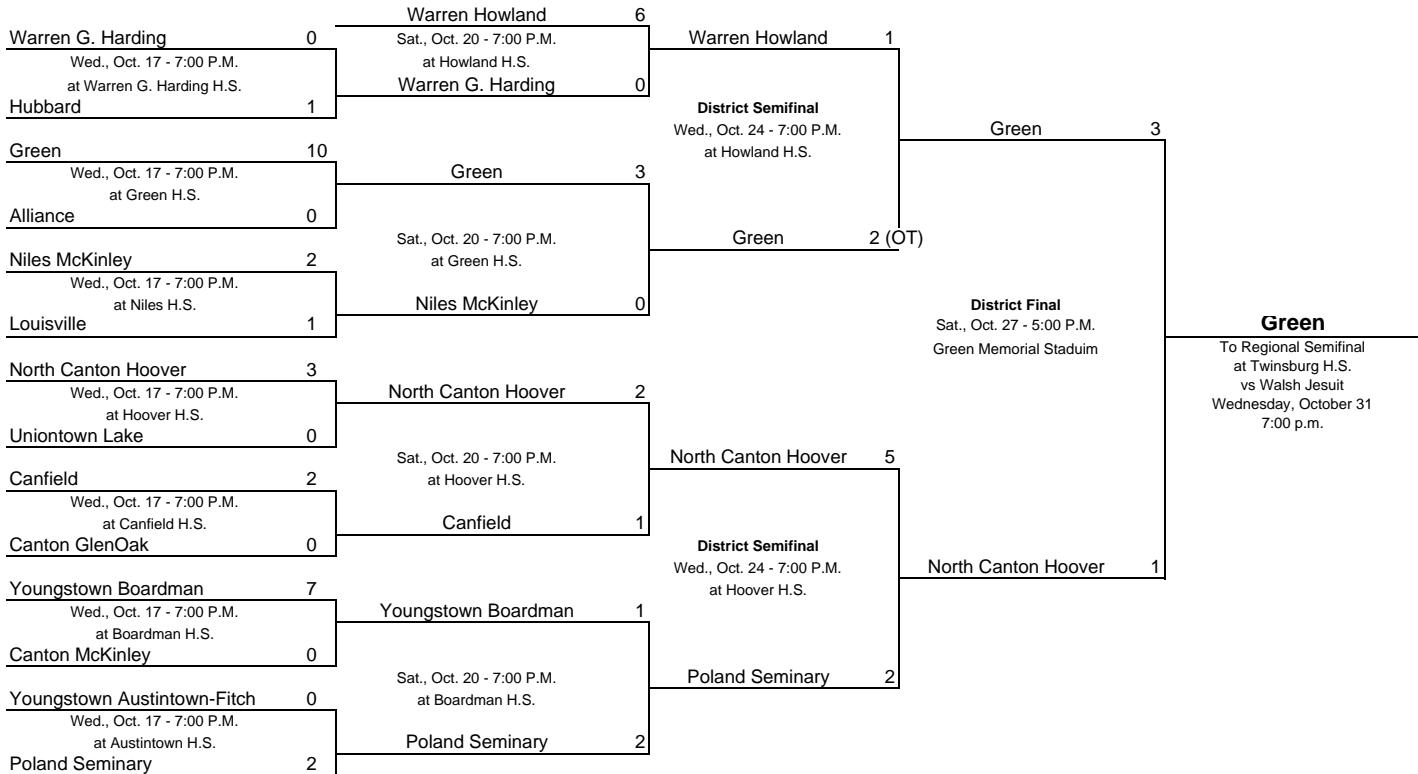 Warren G. Harding 0
Wed., Oct. 17 - 7:00 P.M.
at Warren G. Harding H.S.
Hubbard 1
Green 10
Wed., Oct. 17 - 7:00 P.M.
at Green H.S.
Alliance 0
Niles McKinley 2
Wed., Oct. 17 - 7:00 P.M.
at Niles H.S.
Louisville 1
North Canton Hoover 3
Wed., Oct. 17 - 7:00 P.M.
at Hoover H.S.
Uniontown Lake 0
Canfield 2
Wed., Oct. 17 - 7:00 P.M.
at Canfield H.S.
Canton GlenOak 0
Youngstown Boardman 7
Wed., Oct. 17 - 7:00 P.M.
at Boardman H.S.
Canton McKinley 0
Youngstown Austintown-Fitch 0
Wed., Oct. 17 - 7:00 P.M.
at Austintown H.S.
Poland Seminary 2
Warren Howland 6
Sat., Oct. 20 - 7:00 P.M.
at Howland H.S.
Warren G. Harding 0
Green 3
Sat., Oct. 20 - 7:00 P.M.
at Green H.S.
Niles McKinley 0
North Canton Hoover 2
Sat., Oct. 20 - 7:00 P.M.
at Hoover H.S.
Canfield 1
Youngstown Boardman 1
Sat., Oct. 20 - 7:00 P.M.
at Boardman H.S.
Poland Seminary 2
Warren Howland 1
District Semifinal
Wed., Oct. 24 - 7:00 P.M.
at Howland H.S.
Green 2 (OT)
North Canton Hoover 5
District Semifinal
Wed., Oct. 24 - 7:00 P.M.
at Hoover H.S.
Poland Seminary 2
Green 3
District Final
Sat., Oct. 27 - 5:00 P.M.
Green Memorial Staduim
North Canton Hoover 1
Green
To Regional Semifinal
at Twinsburg H.S.
vs Walsh Jesuit
Wednesday, October 31
7:00 p.m.